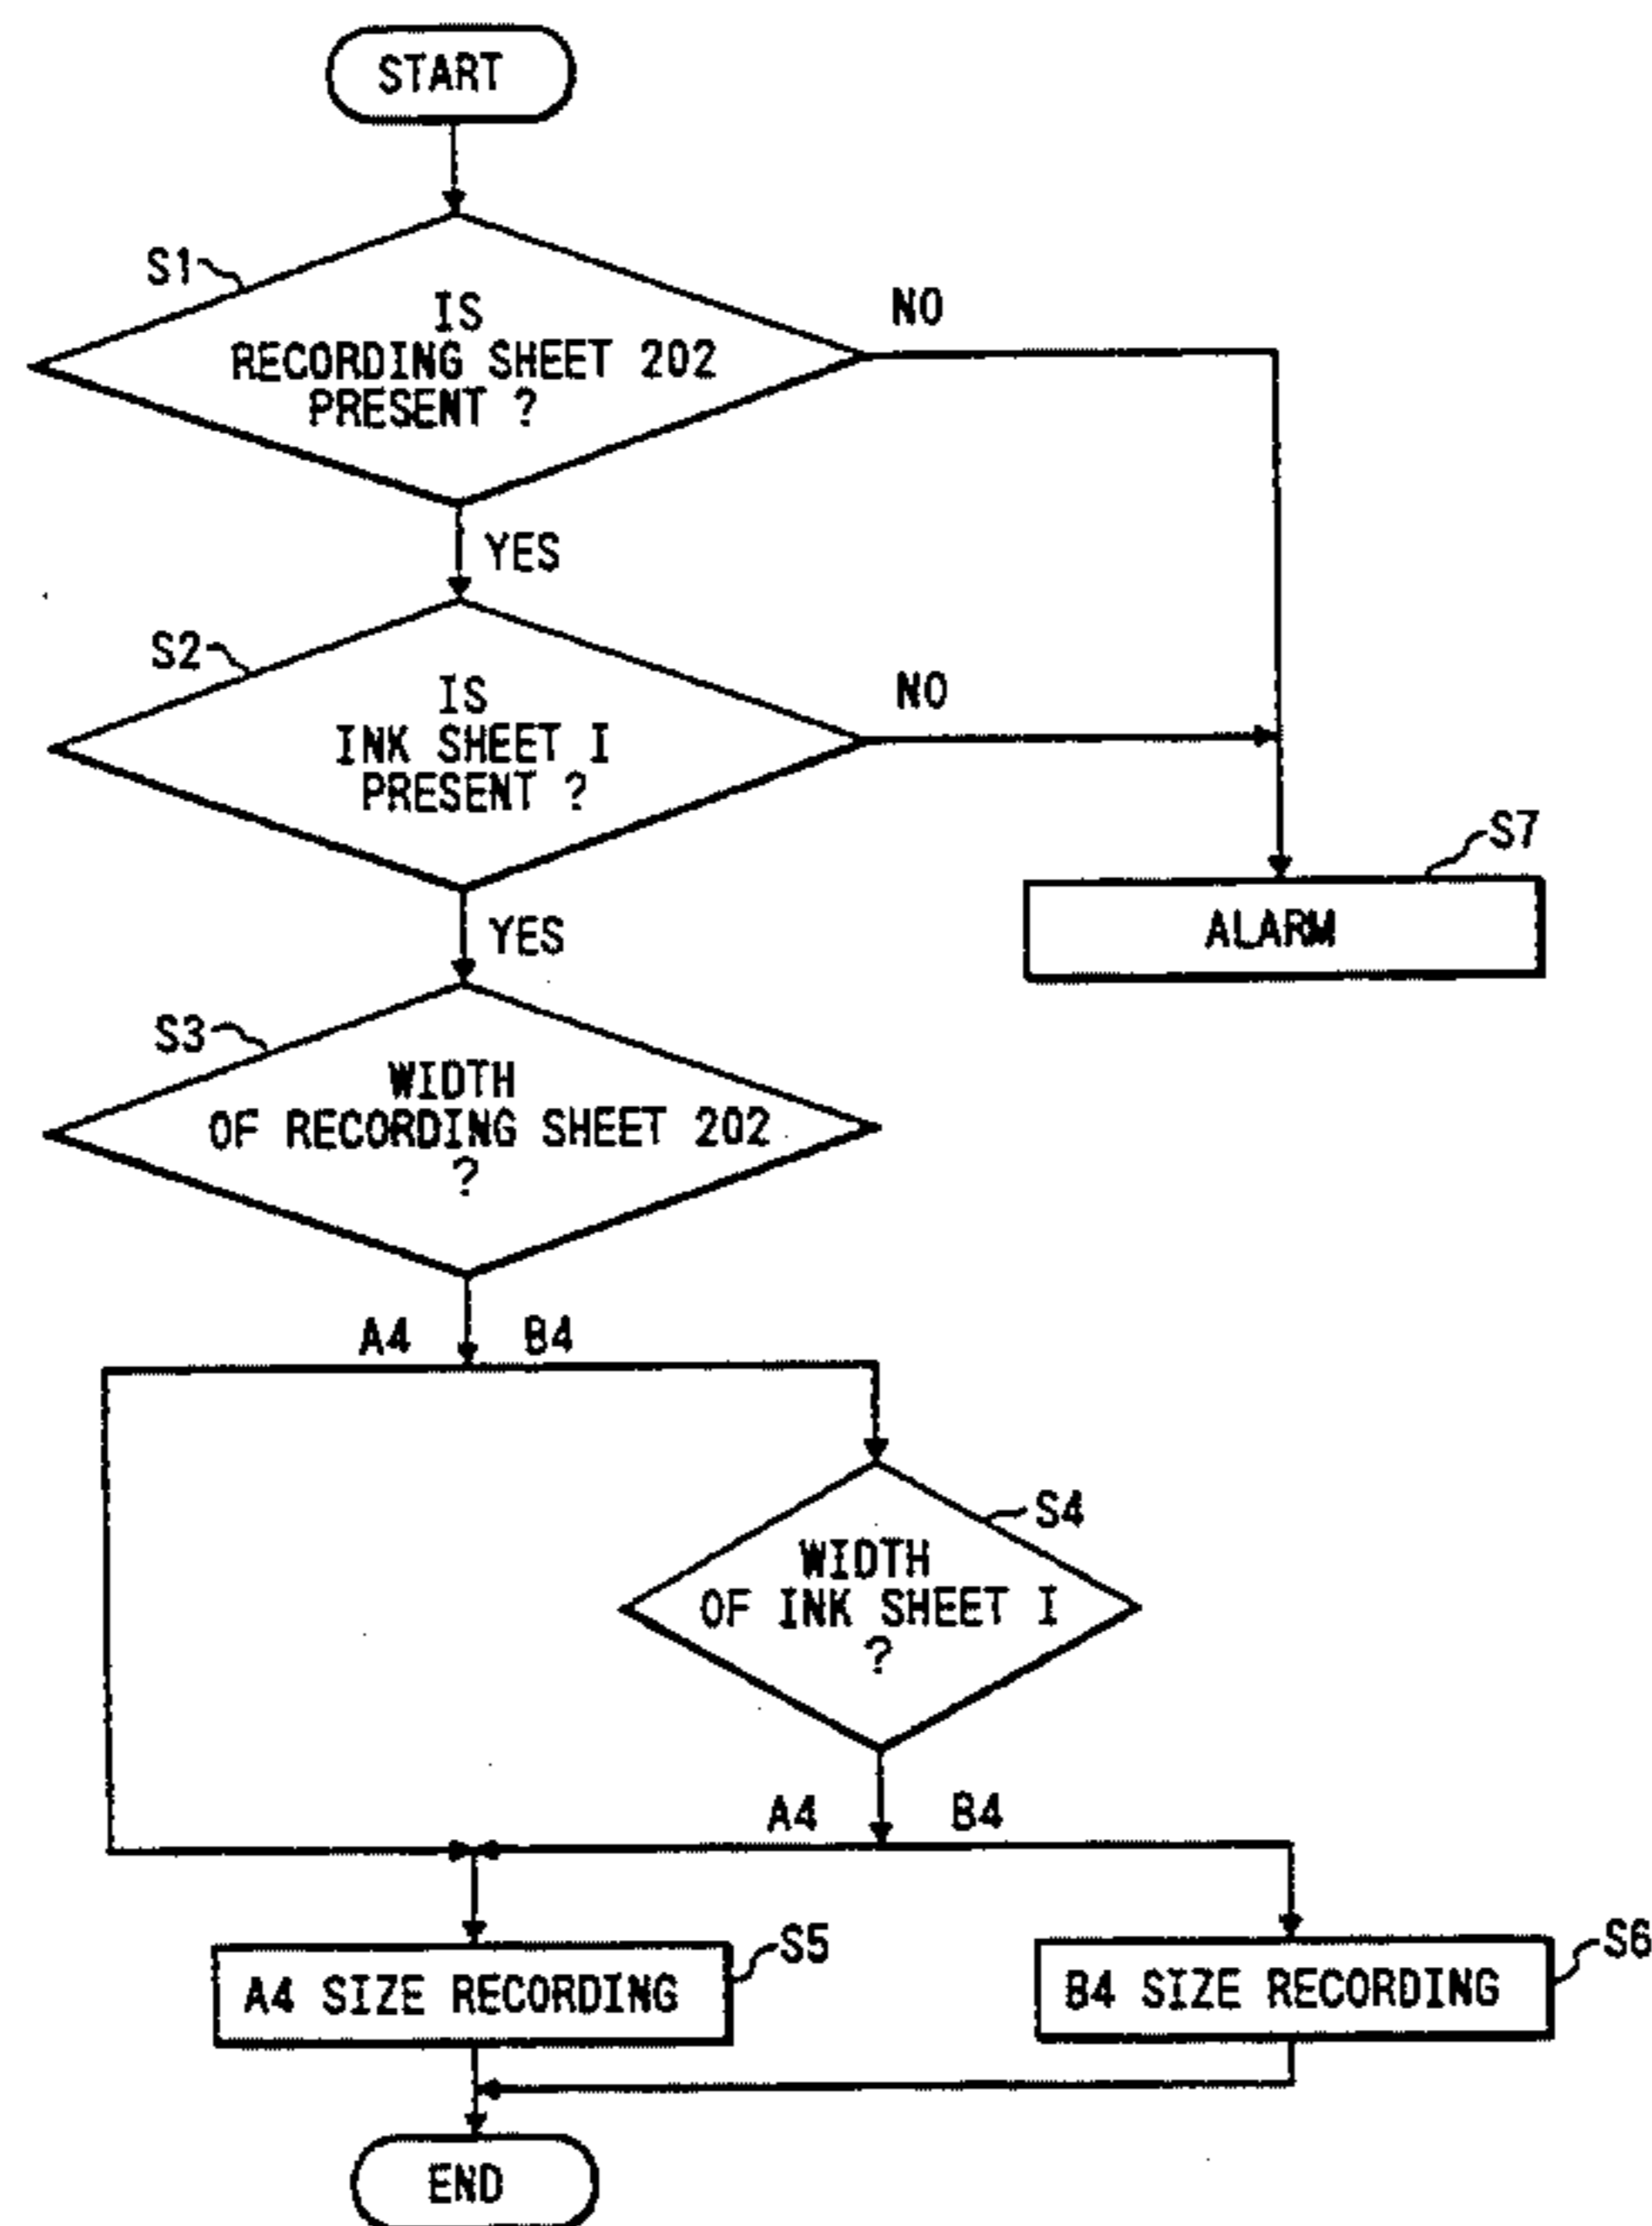 START
S1
IS
RECORDING SHEET 202
PRESENT ?
NO
YES
S2
IS
INK SHEET I
PRESENT ?
NO
YES
S7
ALARM
S3
WIDTH
OF RECORDING SHEET 202
?
A4
B4
S4
WIDTH
OF INK SHEET I
?
A4
B4
S5
A4 SIZE RECORDING
S6
B4 SIZE RECORDING
END